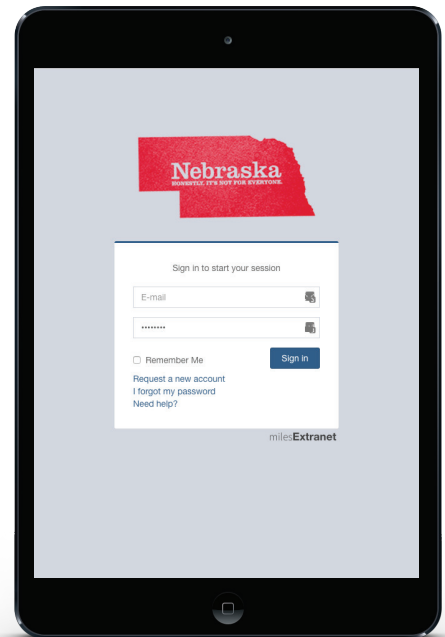 Nebraska
HONESTLY, IT'S NOT FOR EVERYONE.
Sign in to start your session
E-mail
••••••••
Remember Me
Sign in
Request a new account
I forgot my password
Need help?
milesExtranet